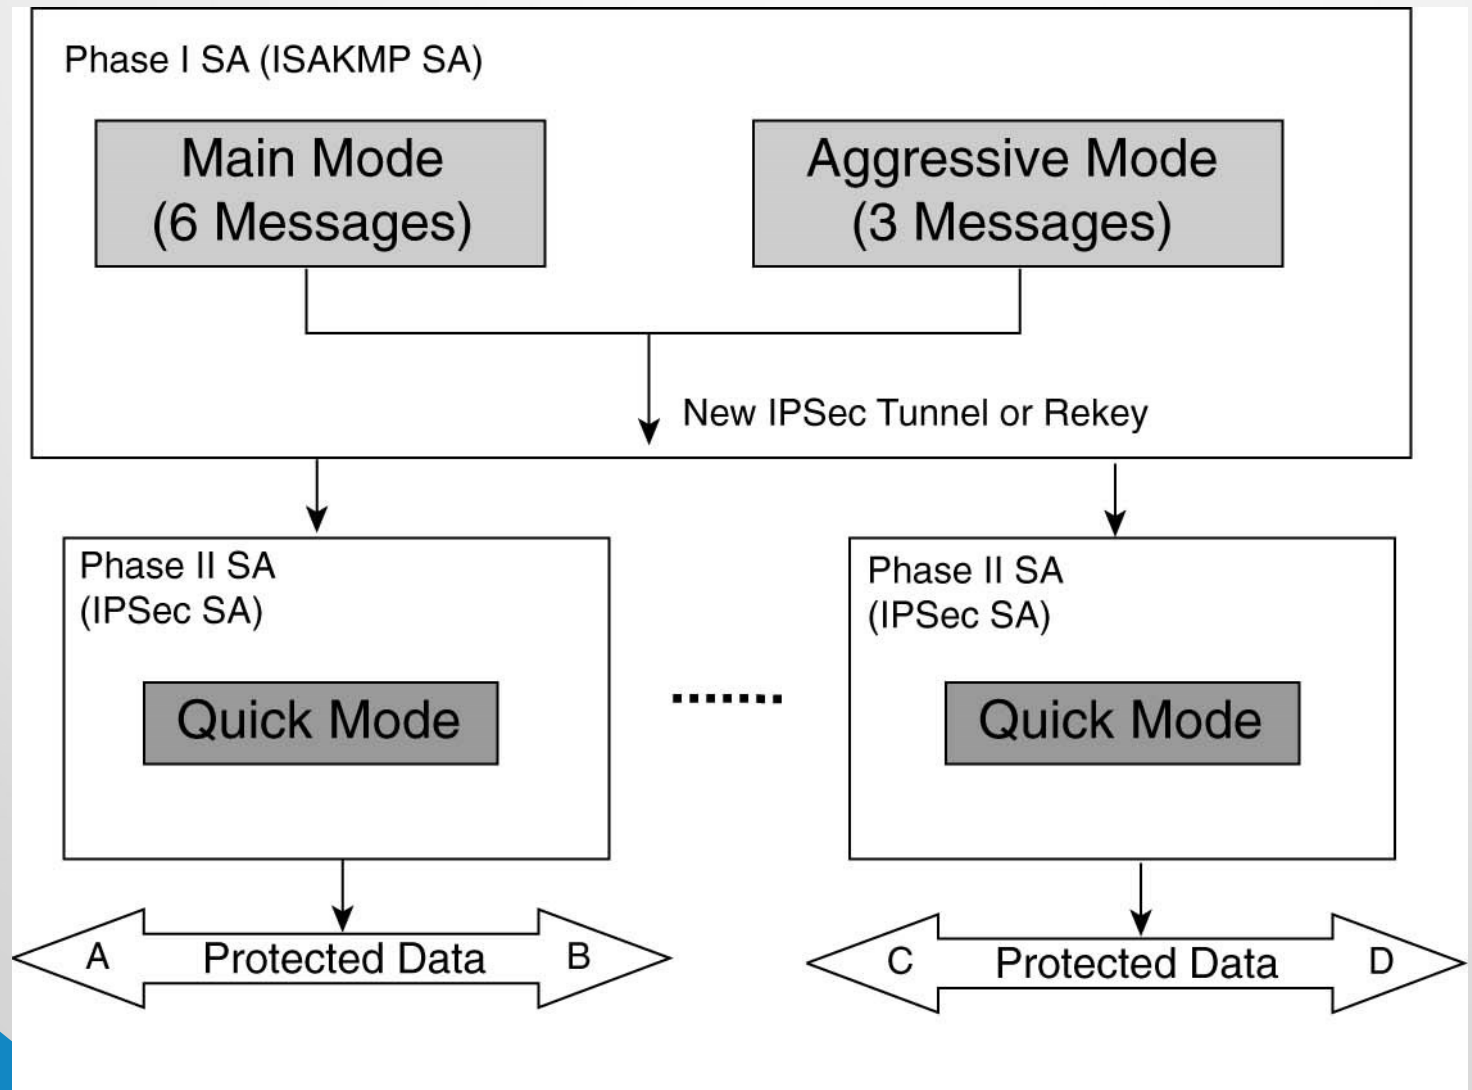 Phase I SA (ISAKMP SA)
Main Mode
(6 Messages)
Aggressive Mode
(3 Messages)
New IPSec Tunnel or Rekey
Phase II SA
(IPSec SA)
Quick Mode
Phase II SA
(IPSec SA)
Quick Mode
A Protected Data B
C Protected Data D